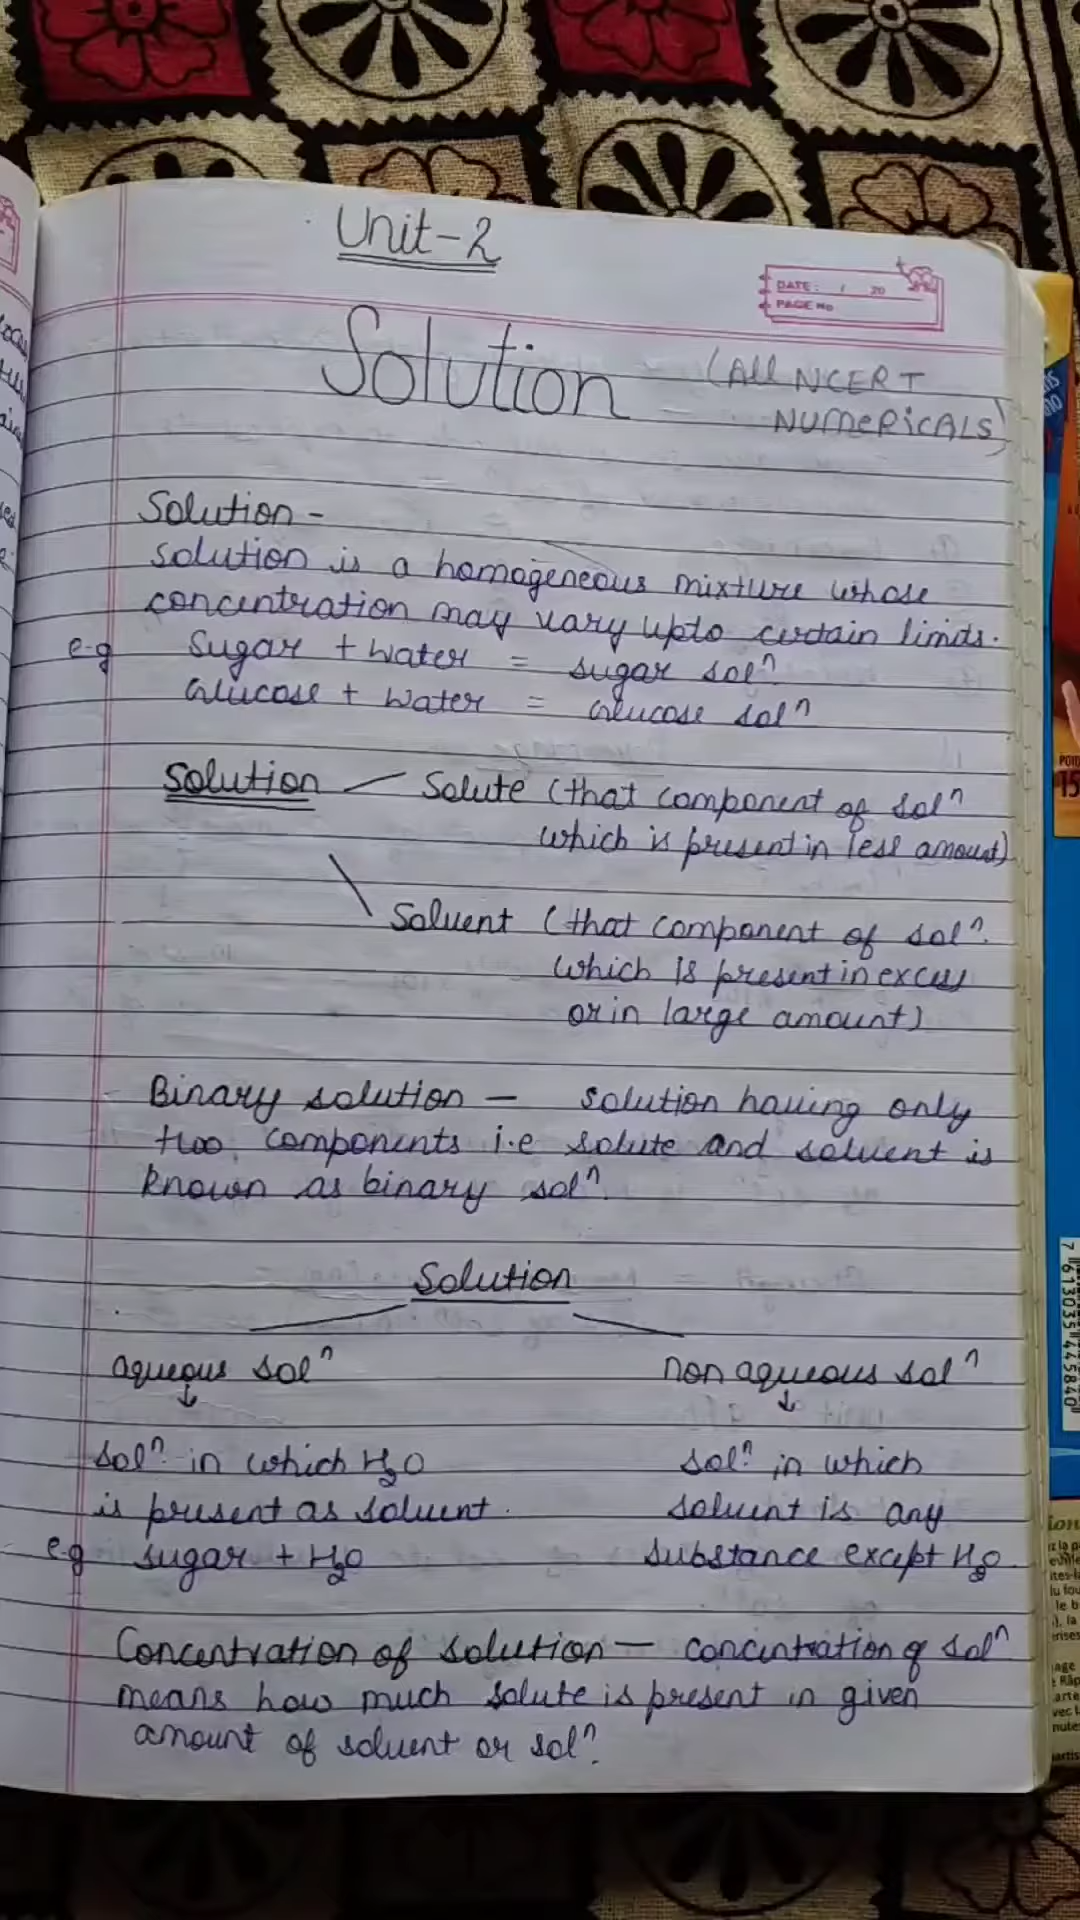 Unit-2
DATE: / 20
PAGE No
Solution (All NCERT
NUMERICALS)
Solution -
solution is a homogeneous mixture whose
concentration may vary upto certain limits.
e.g Sugar + water = sugar solⁿ
Glucose + water = Glucose solⁿ
Solution — Solute (that component of solⁿ
which is present in less amount)
Solvent (that component of solⁿ.
which is present in excess
or in large amount)
Binary solution — solution having only
two components i.e solute and solvent is
known as binary solⁿ.
Solution
aqueous solⁿ non aqueous solⁿ
↓ ↓
solⁿ in which H₂O solⁿ in which
is present as solvent. solvent is any
e.g sugar + H₂O substance except H₂O.
Concentration of solution — concentration of solⁿ
means how much solute is present in given
amount of solvent or solⁿ.
15
7 613035 445840